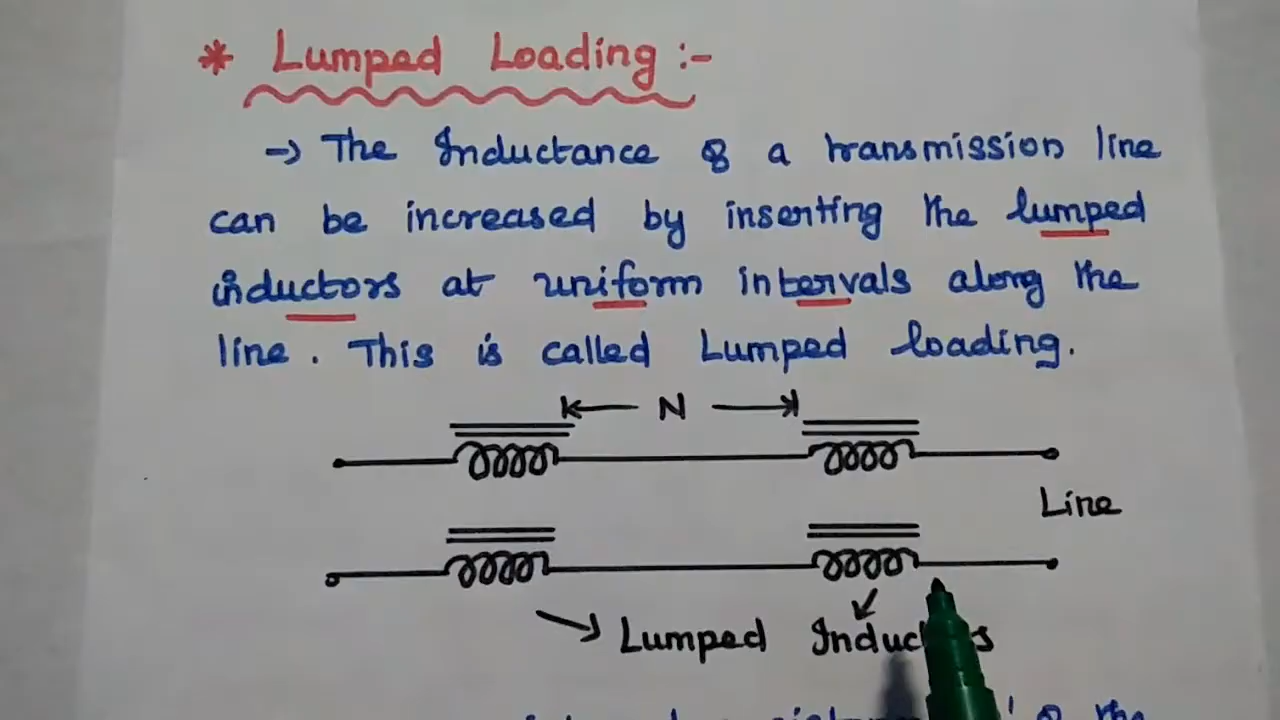 * Lumped Loading :-
→ The Inductance of a transmission line
can be increased by inserting the lumped
inductors at uniform intervals along the
line. This is called Lumped loading.
N
Line
Lumped
the